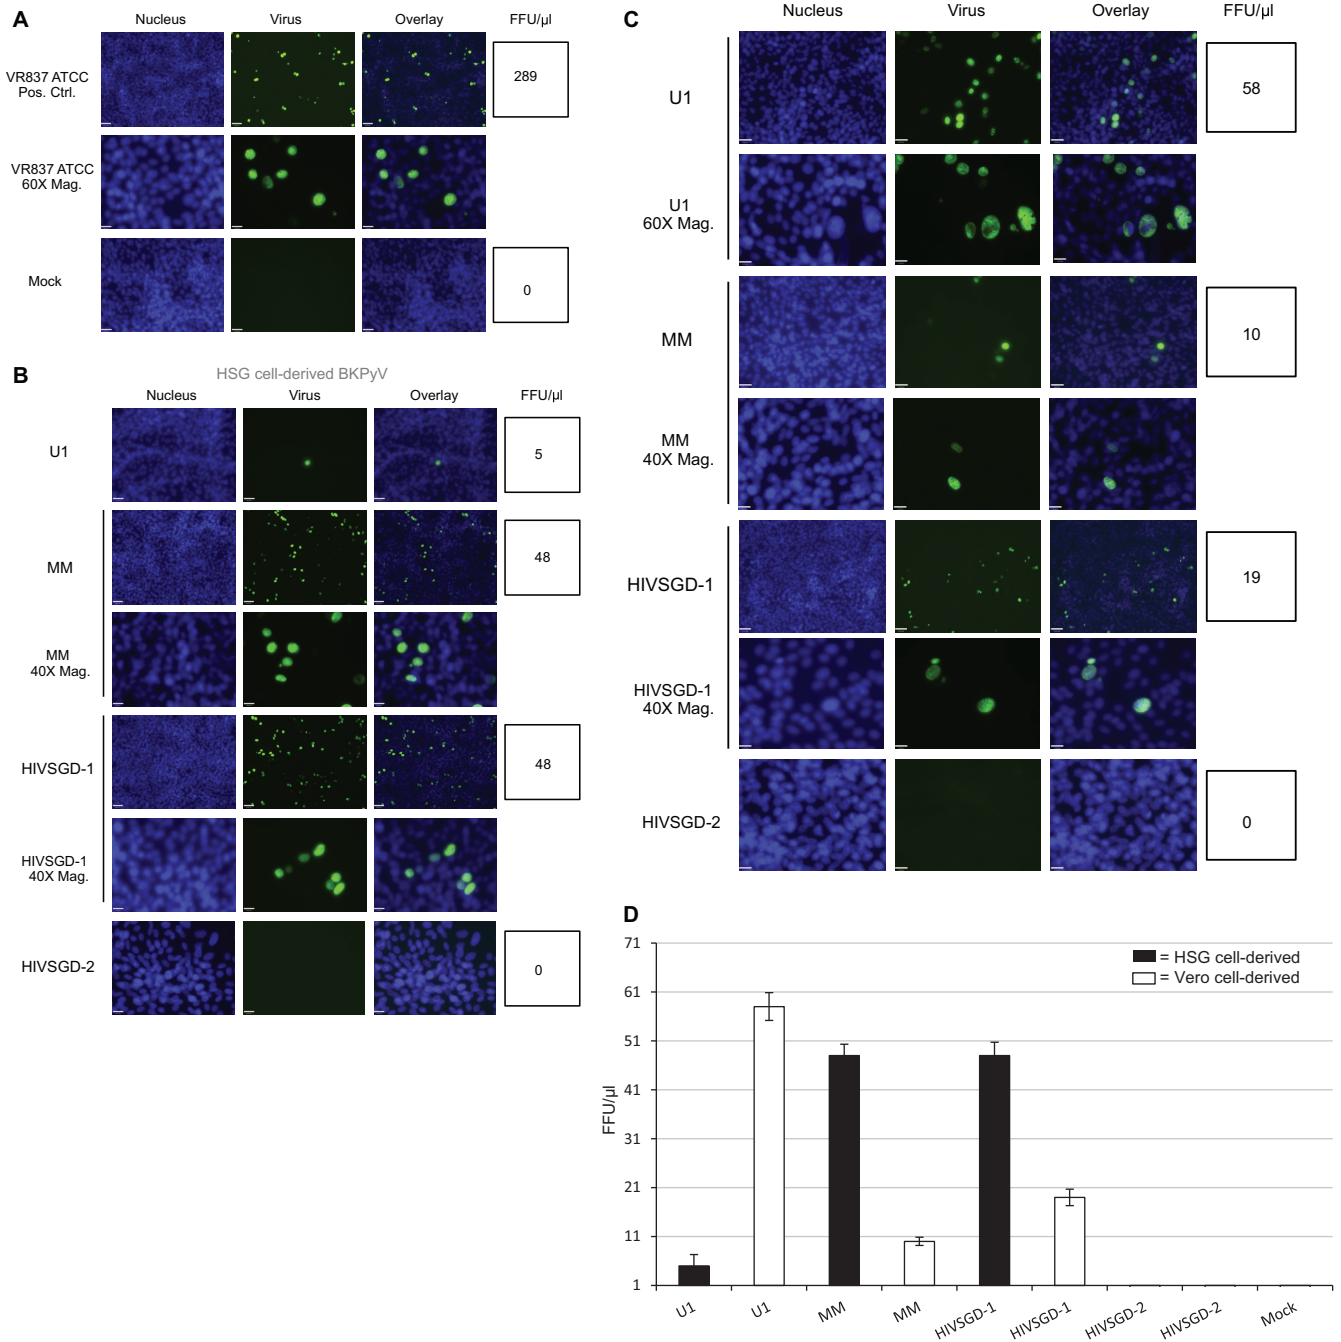 A
Nucleus Virus Overlay FFU/µl
VR837 ATCC
Pos. Ctrl.
289
VR837 ATCC
60X Mag.
Mock
0
B
HSG cell-derived BKPyV
Nucleus Virus Overlay FFU/µl
U1
5
MM
48
MM
40X Mag.
HIVSGD-1
48
HIVSGD-1
40X Mag.
HIVSGD-2
0
C
Nucleus Virus Overlay FFU/µl
U1
58
U1
60X Mag.
MM
10
MM
40X Mag.
HIVSGD-1
19
HIVSGD-1
40X Mag.
HIVSGD-2
0
D
71
61
51
41
31
21
11
1
FFU/µl
= HSG cell-derived
= Vero cell-derived
U1 U1 MM MM HIVSGD-1 HIVSGD-1 HIVSGD-2 HIVSGD-2 Mock